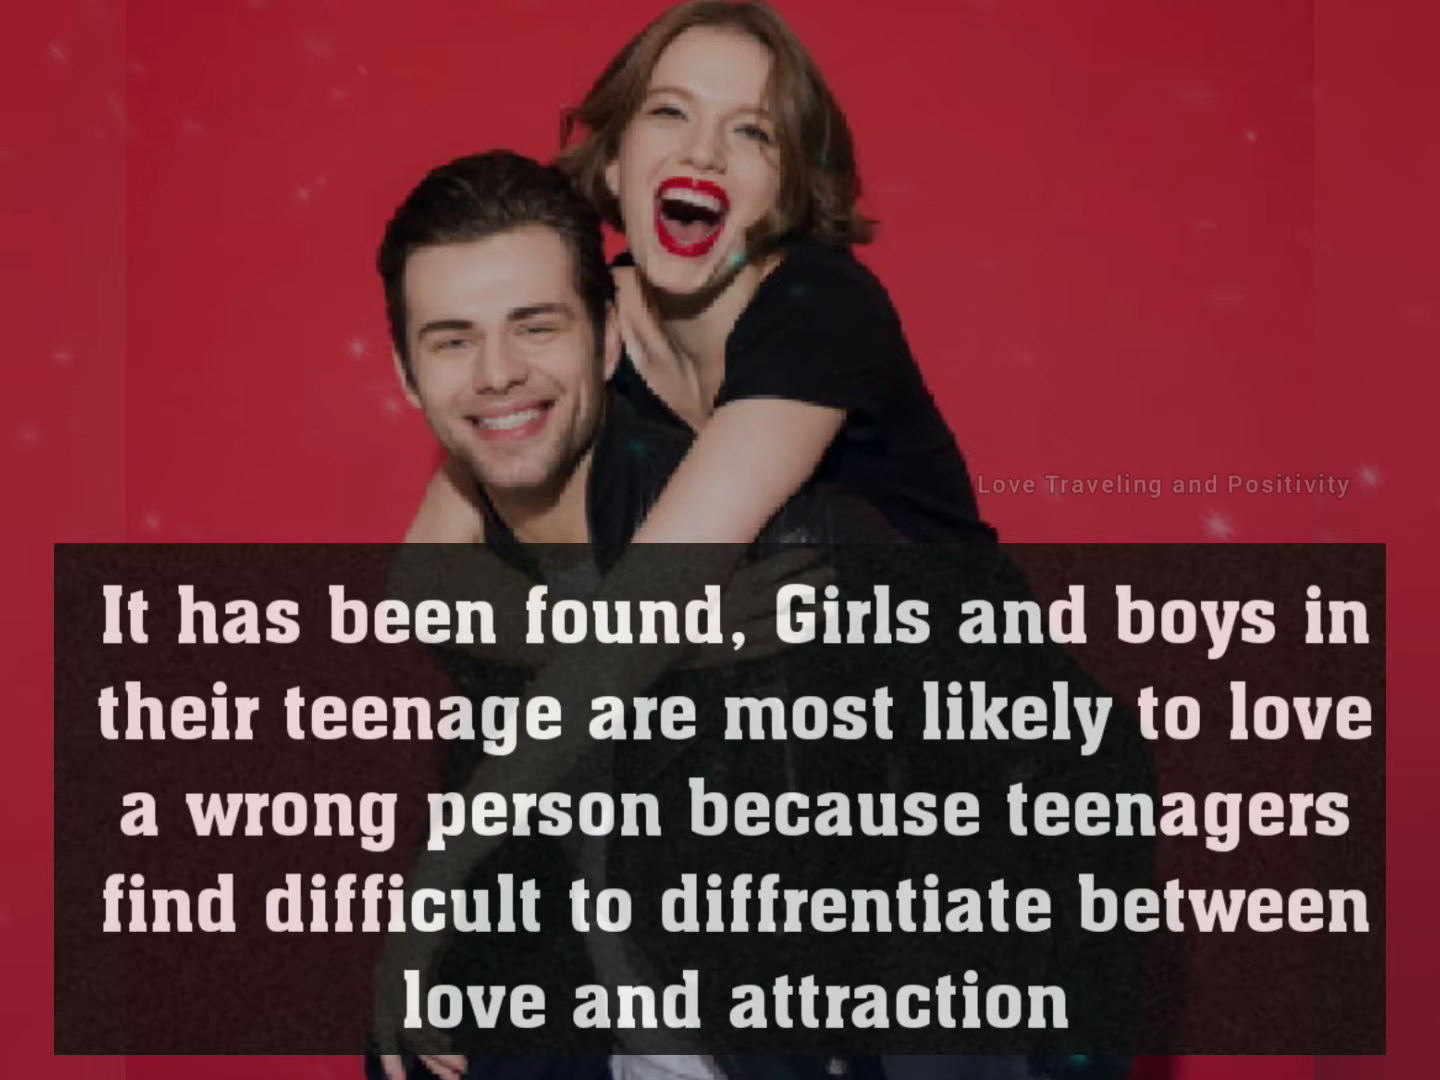 Love Traveling and Positivity
It has been found, Girls and boys in
their teenage are most likely to love
a wrong person because teenagers
find difficult to diffrentiate between
love and attraction